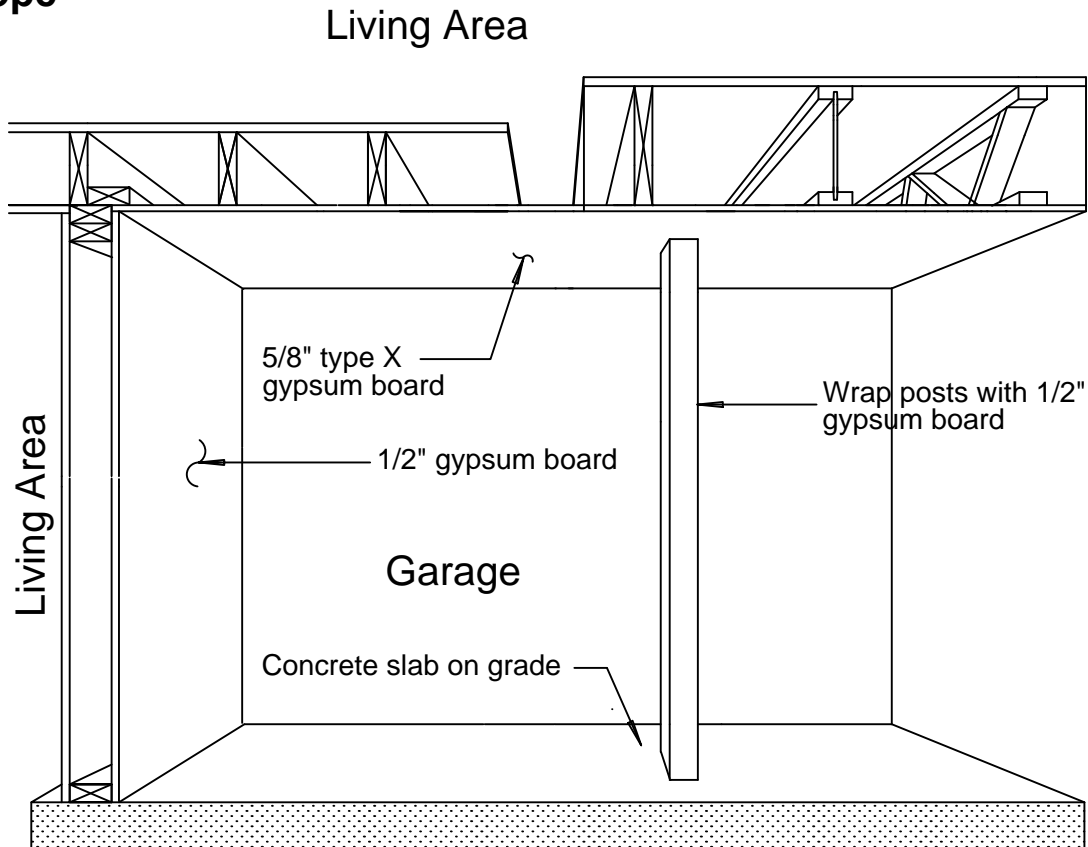 Living Area
5/8" type X
gypsum board
Wrap posts with 1/2"
gypsum board
1/2" gypsum board
Living Area
Garage
Concrete slab on grade